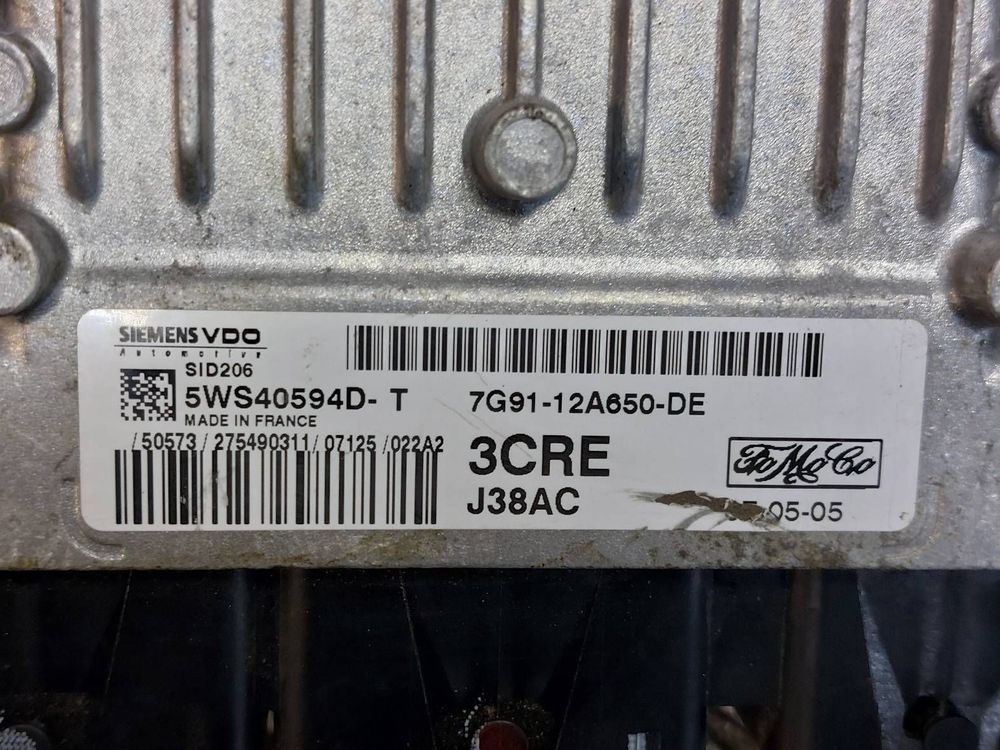 SIEMENS VDO
Automotive
SID206
5WS40594D- T
MADE IN FRANCE
/ 50573 / 275490311 / 07125 / 022A2
7G91-12A650-DE
3CRE
J38AC
FoMoCo
-05-05